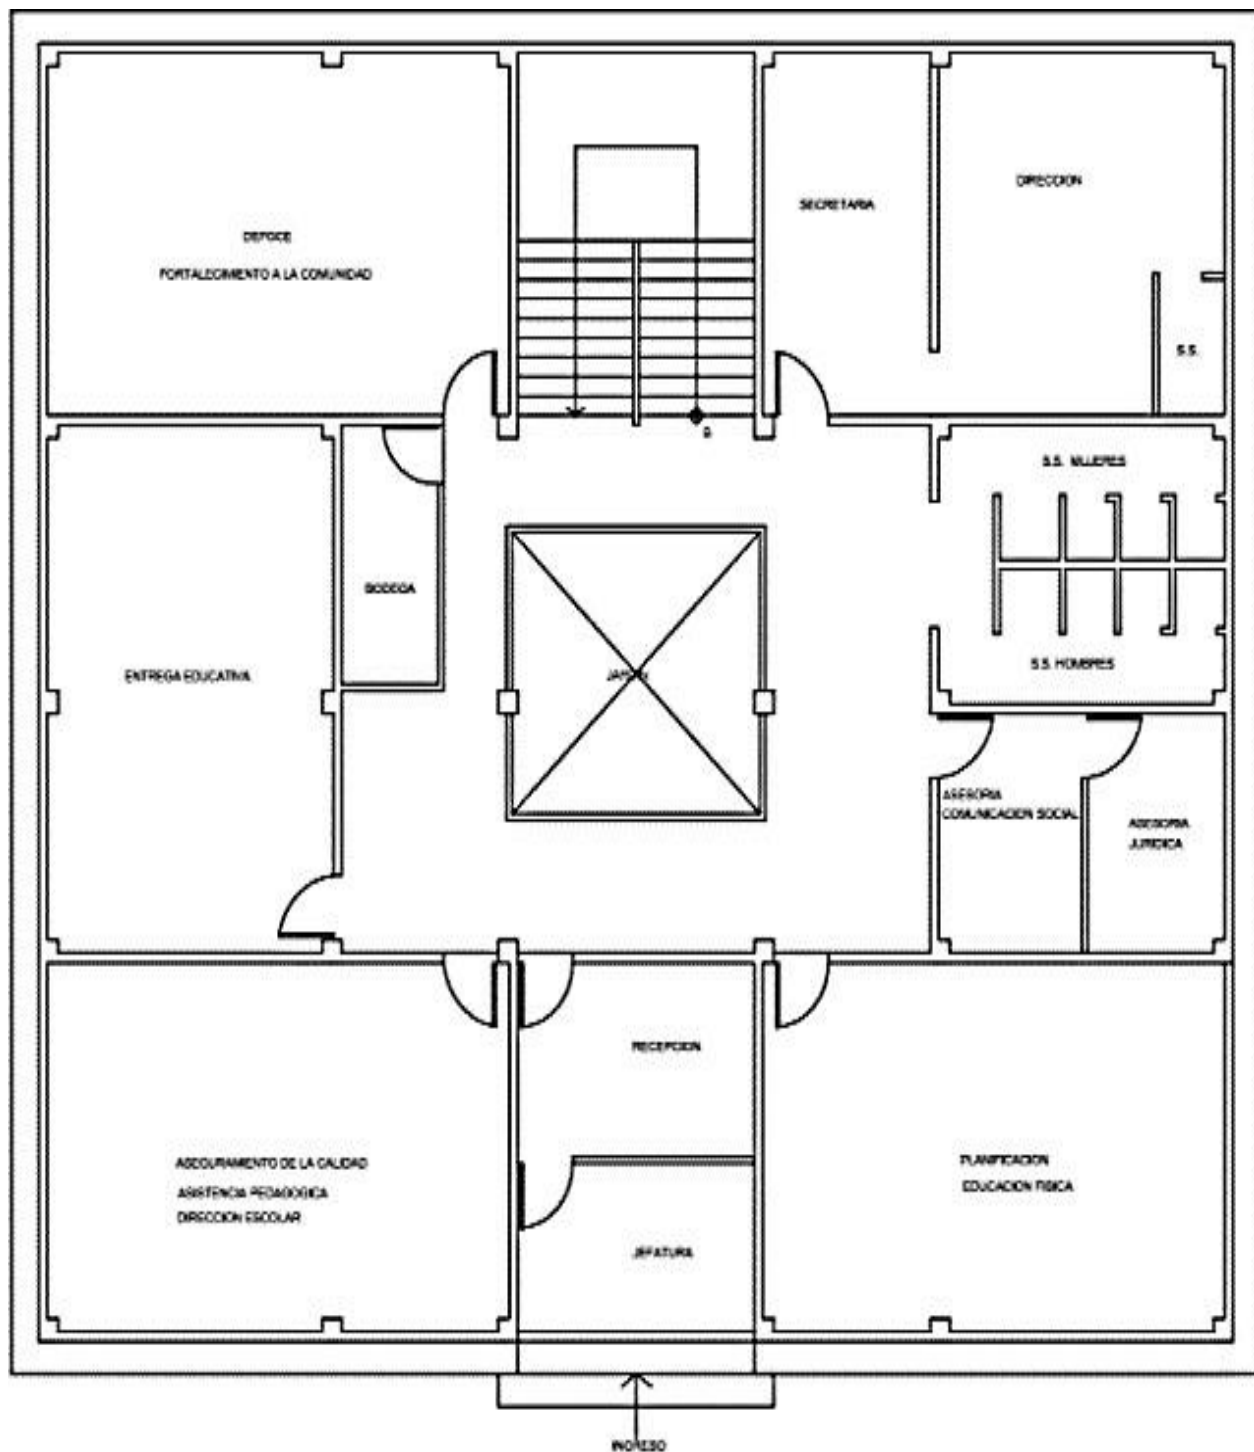 DIRECCION
SECRETARIA
DEFOCE
FORTALECIMIENTO A LA COMUNIDAD
S.S.
S.S. MUJERES
BODEGA
S.S. HOMBRES
ENTREGA EDUCATIVA
ASESORIA
COMUNICACION SOCIAL
ASESORIA
JURIDICA
RECEPCION
ASEGURAMIENTO DE LA CALIDAD
ASISTENCIA PEDAGOGICA
DIRECCION ESCOLAR
PLANIFICACION
EDUCACION FISICA
JEFATURA
INGRESO